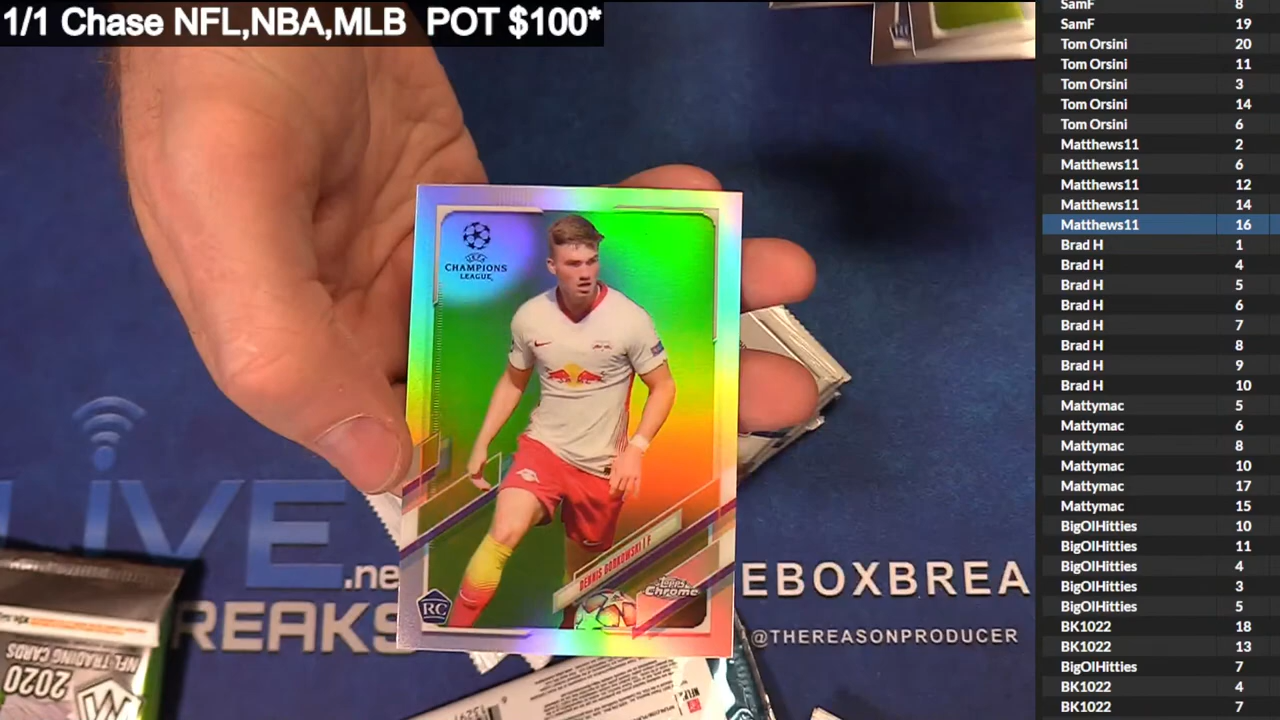 1/1 Chase NFL,NBA,MLB POT $100*
UEFA
CHAMPIONS
LEAGUE
DENNIS BORKOWSKI | F
Topps
Chrome
RC
LIVE
.ne
REAKS
EBOXBREA
@THEREASONPRODUCER
NFL TRADING CARDS
2020
SamF 8
SamF 19
Tom Orsini 20
Tom Orsini 11
Tom Orsini 3
Tom Orsini 14
Tom Orsini 6
Matthews11 2
Matthews11 6
Matthews11 12
Matthews11 14
Matthews11 16
Brad H 1
Brad H 4
Brad H 5
Brad H 6
Brad H 7
Brad H 8
Brad H 9
Brad H 10
Mattymac 5
Mattymac 6
Mattymac 8
Mattymac 10
Mattymac 17
Mattymac 15
BigOlHitties 10
BigOlHitties 11
BigOlHitties 4
BigOlHitties 3
BigOlHitties 5
BK1022 18
BK1022 13
BigOlHitties 7
BK1022 4
BK1022 7